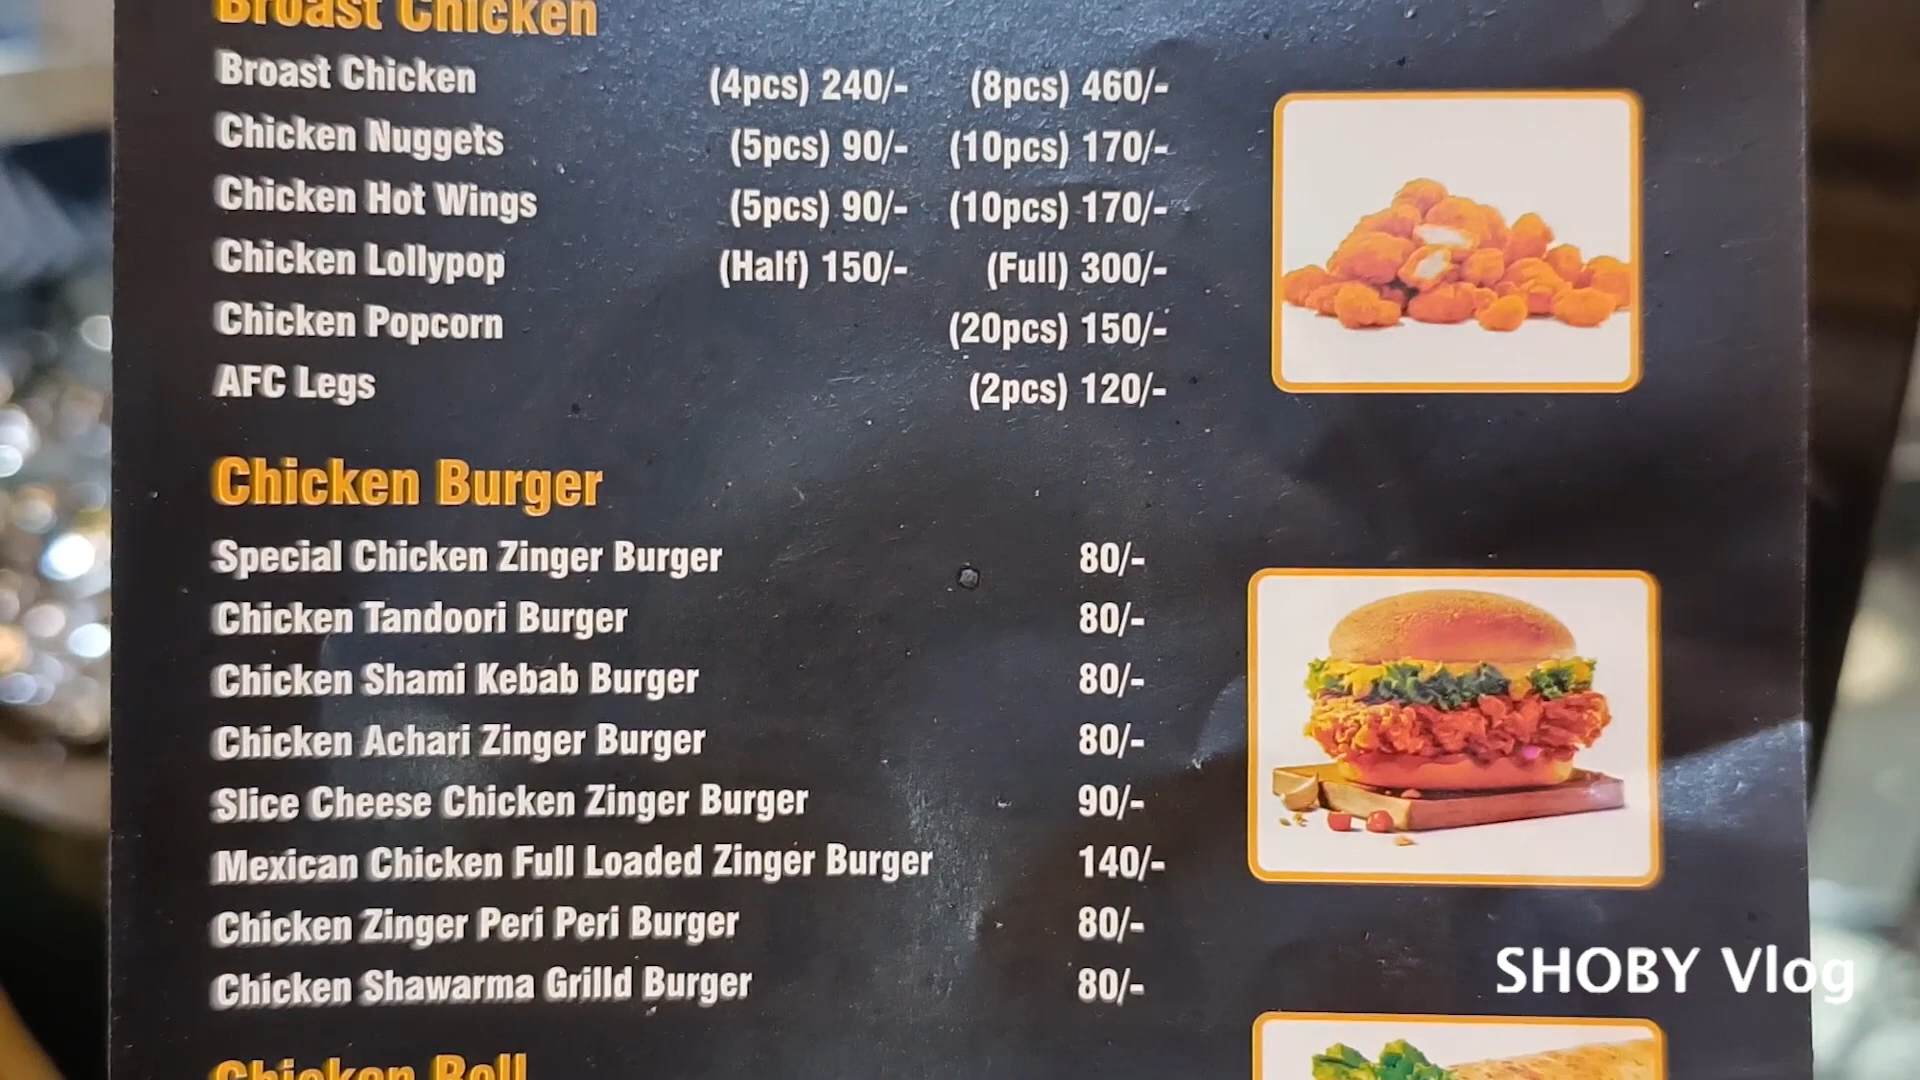 Broast Chicken
Broast Chicken (4pcs) 240/- (8pcs) 460/-
Chicken Nuggets (5pcs) 90/- (10pcs) 170/-
Chicken Hot Wings (5pcs) 90/- (10pcs) 170/-
Chicken Lollypop (Half) 150/- (Full) 300/-
Chicken Popcorn (20pcs) 150/-
AFC Legs (2pcs) 120/-
Chicken Burger
Special Chicken Zinger Burger 80/-
Chicken Tandoori Burger 80/-
Chicken Shami Kebab Burger 80/-
Chicken Achari Zinger Burger 80/-
Slice Cheese Chicken Zinger Burger 90/-
Mexican Chicken Full Loaded Zinger Burger 140/-
Chicken Zinger Peri Peri Burger 80/-
Chicken Shawarma Grilld Burger 80/-
SHOBY Vlog
Chicken Roll